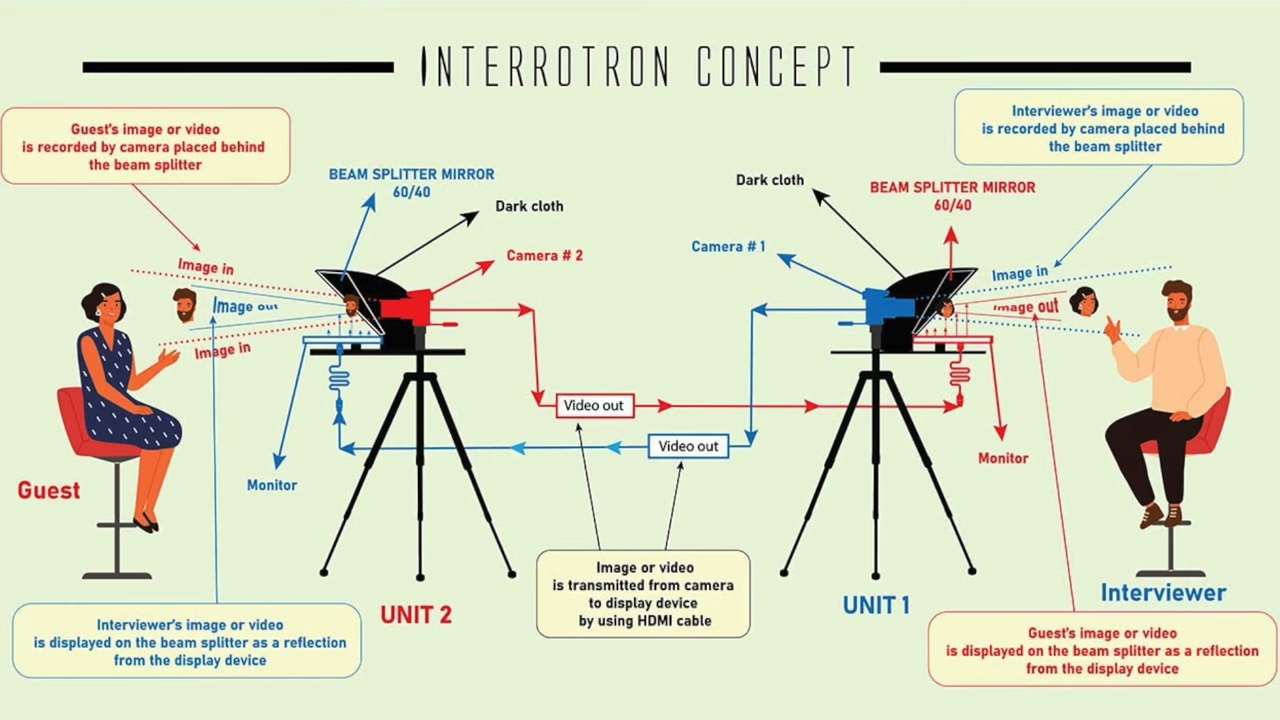 INTERROTRON CONCEPT
Guest's image or video
is recorded by camera placed behind
the beam splitter
Interviewer's image or video
is recorded by camera placed behind
the beam splitter
BEAM SPLITTER MIRROR
60/40
Dark cloth
Camera # 2
Dark cloth
BEAM SPLITTER MIRROR
60/40
Camera # 1
Image in
Image out
Image in
Image in
Image out
Video out
Video out
Monitor
Monitor
Guest
Interviewer
UNIT 2
UNIT 1
Image or video
is transmitted from camera
to display device
by using HDMI cable
Interviewer's image or video
is displayed on the beam splitter as a reflection
from the display device
Guest's image or video
is displayed on the beam splitter as a reflection
from the display device